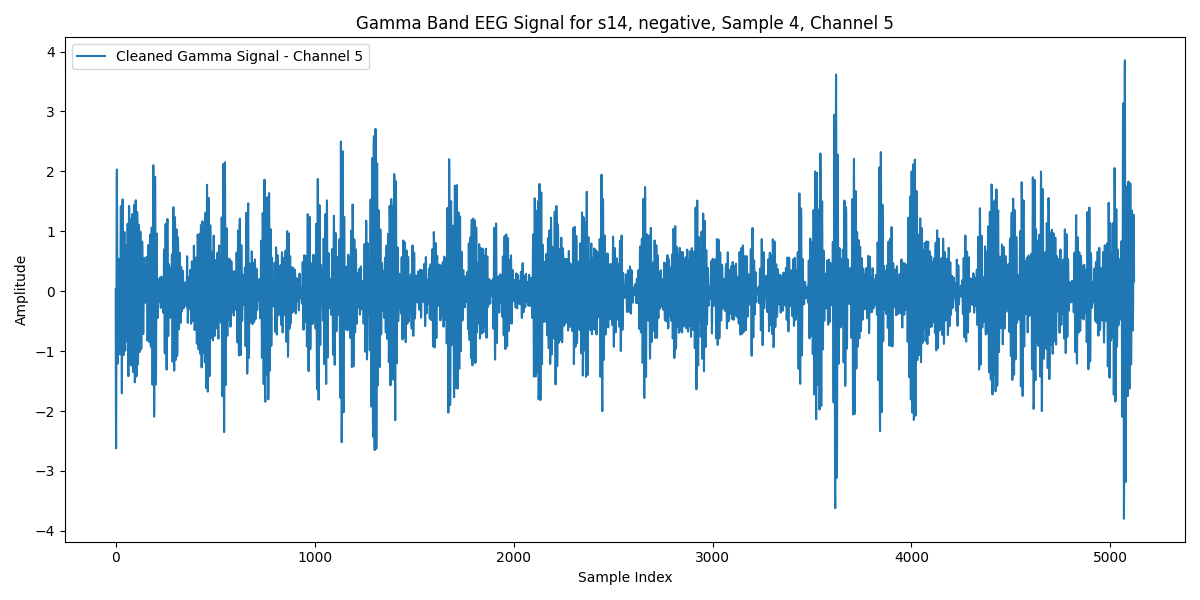 Gamma Band EEG Signal for s14, negative, Sample 4, Channel 5
Cleaned Gamma Signal - Channel 5
4
3
2
1
0
−1
−2
−3
−4
Amplitude
0 1000 2000 3000 4000 5000
Sample Index